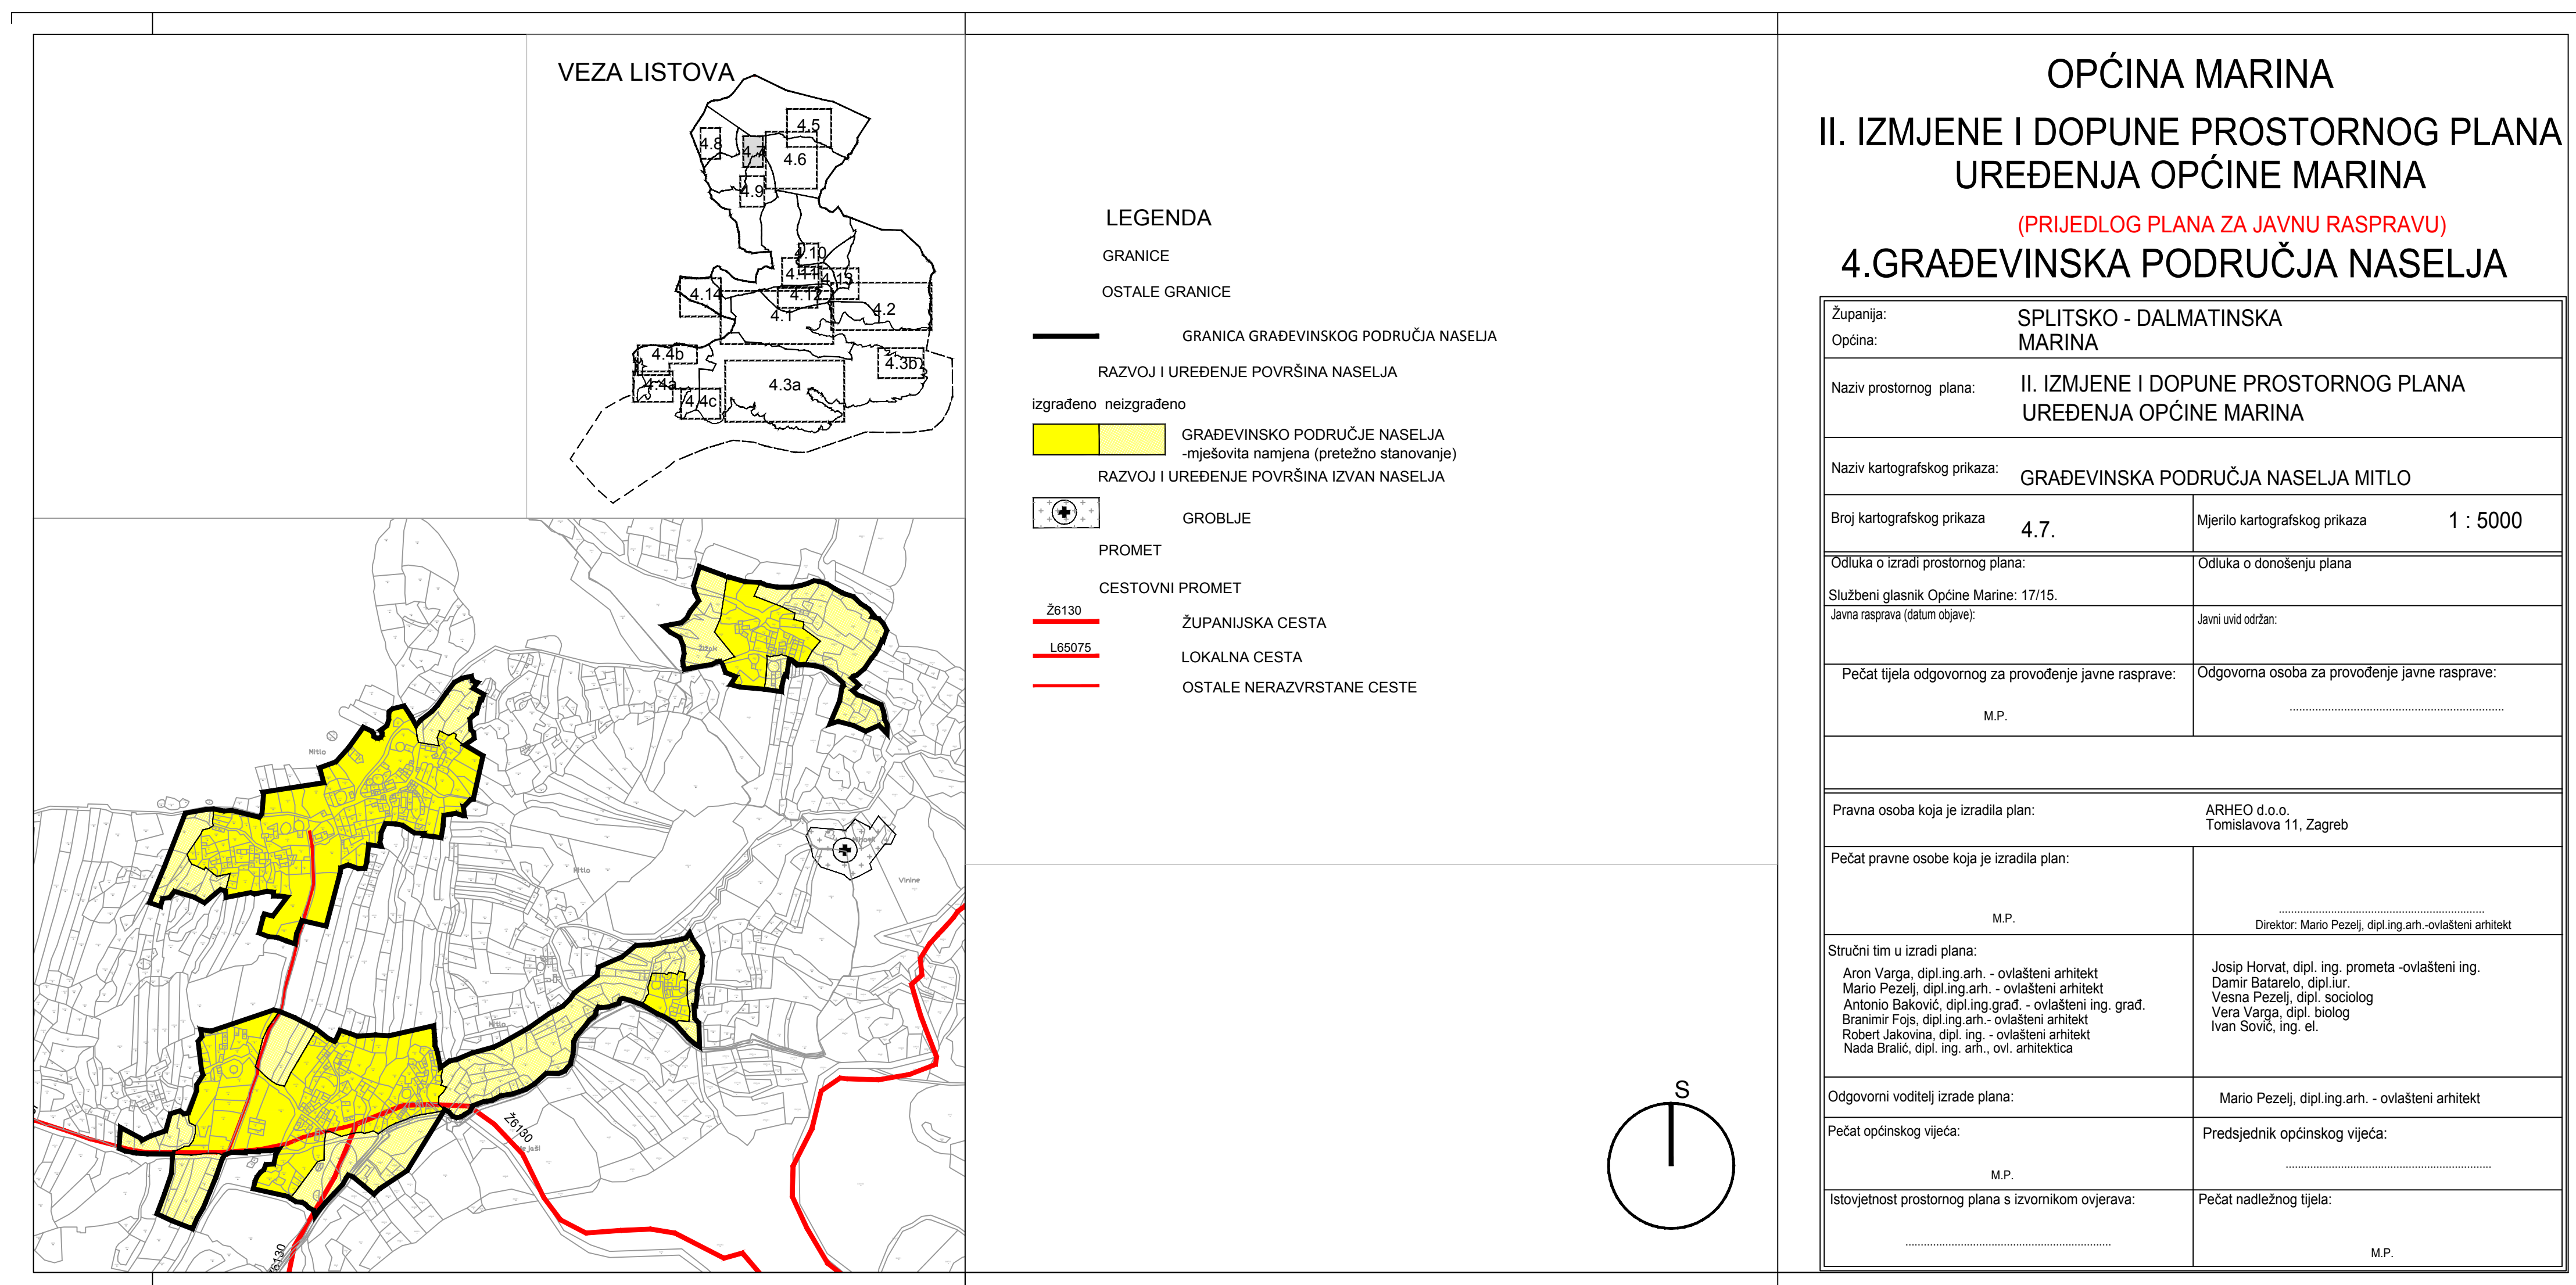 VEZA LISTOVA
4.5
4.8
4.7
4.6
4.9
4.10
4.11
4.13
4.14
4.12
4.1
4.2
4.4b
4.3b
4.4a
4.3a
4.4c
Žižak
Mitlo
Mitlo
Vinine
Mitlo
Ž6130
LEGENDA
GRANICE
OSTALE GRANICE
GRANICA GRAĐEVINSKOG PODRUČJA NASELJA
RAZVOJ I UREĐENJE POVRŠINA NASELJA
izgrađeno neizgrađeno
GRAĐEVINSKO PODRUČJE NASELJA
-mješovita namjena (pretežno stanovanje)
RAZVOJ I UREĐENJE POVRŠINA IZVAN NASELJA
GROBLJE
PROMET
CESTOVNI PROMET
Ž6130
ŽUPANIJSKA CESTA
L65075
LOKALNA CESTA
OSTALE NERAZVRSTANE CESTE
S
OPĆINA MARINA
II. IZMJENE I DOPUNE PROSTORNOG PLANA
UREĐENJA OPĆINE MARINA
(PRIJEDLOG PLANA ZA JAVNU RASPRAVU)
4.GRAĐEVINSKA PODRUČJA NASELJA
Županija: SPLITSKO - DALMATINSKA
Općina: MARINA
Naziv prostornog plana: II. IZMJENE I DOPUNE PROSTORNOG PLANA
UREĐENJA OPĆINE MARINA
Naziv kartografskog prikaza: GRAĐEVINSKA PODRUČJA NASELJA MITLO
Broj kartografskog prikaza 4.7.
Mjerilo kartografskog prikaza 1 : 5000
Odluka o izradi prostornog plana:
Službeni glasnik Općine Marine: 17/15.
Odluka o donošenju plana
Javna rasprava (datum objave):
Javni uvid održan:
Pečat tijela odgovornog za provođenje javne rasprave:
M.P.
Odgovorna osoba za provođenje javne rasprave:
Pravna osoba koja je izradila plan:
ARHEO d.o.o.
Tomislavova 11, Zagreb
Pečat pravne osobe koja je izradila plan:
M.P.
Direktor: Mario Pezelj, dipl.ing.arh.-ovlašteni arhitekt
Stručni tim u izradi plana:
Aron Varga, dipl.ing.arh. - ovlašteni arhitekt
Mario Pezelj, dipl.ing.arh. - ovlašteni arhitekt
Antonio Baković, dipl.ing.građ. - ovlašteni ing. građ.
Branimir Fojs, dipl.ing.arh.- ovlašteni arhitekt
Robert Jakovina, dipl. ing. - ovlašteni arhitekt
Nada Bralić, dipl. ing. arh., ovl. arhitektica
Josip Horvat, dipl. ing. prometa -ovlašteni ing.
Damir Batarelo, dipl.iur.
Vesna Pezelj, dipl. sociolog
Vera Varga, dipl. biolog
Ivan Sović, ing. el.
Odgovorni voditelj izrade plana:
Mario Pezelj, dipl.ing.arh. - ovlašteni arhitekt
Pečat općinskog vijeća:
M.P.
Predsjednik općinskog vijeća:
Istovjetnost prostornog plana s izvornikom ovjerava:
Pečat nadležnog tijela:
M.P.